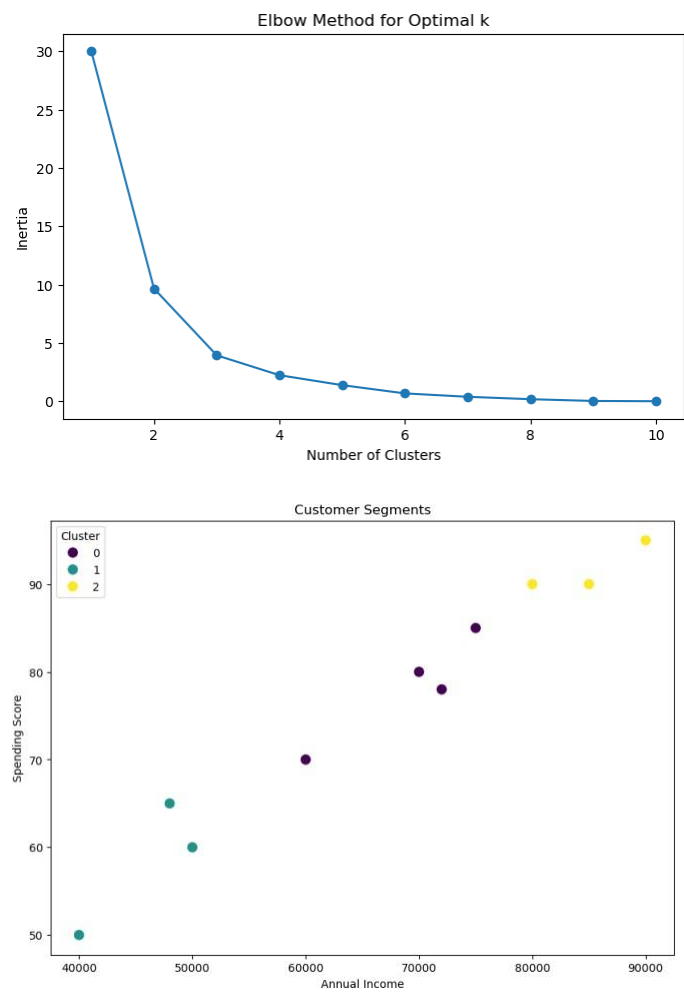 Elbow Method for Optimal k
30
25
20
15
10
5
0
Inertia
2 4 6 8 10
Number of Clusters
Customer Segments
Cluster
0
1
2
90
80
70
60
50
Spending Score
40000 50000 60000 70000 80000 90000
Annual Income